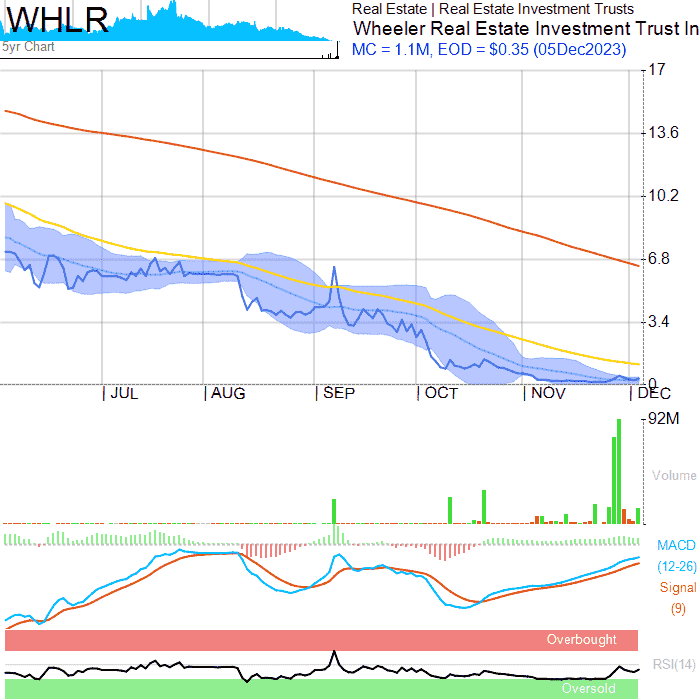 WHLR
5yr Chart
Real Estate | Real Estate Investment Trusts
Wheeler Real Estate Investment Trust In
MC = 1.1M, EOD = $0.35 (05Dec2023)
17
13.6
10.2
6.8
3.4
0
JUL AUG SEP OCT NOV DEC
92M
Volume
MACD
(12-26)
Signal
(9)
Overbought
RSI(14)
Oversold